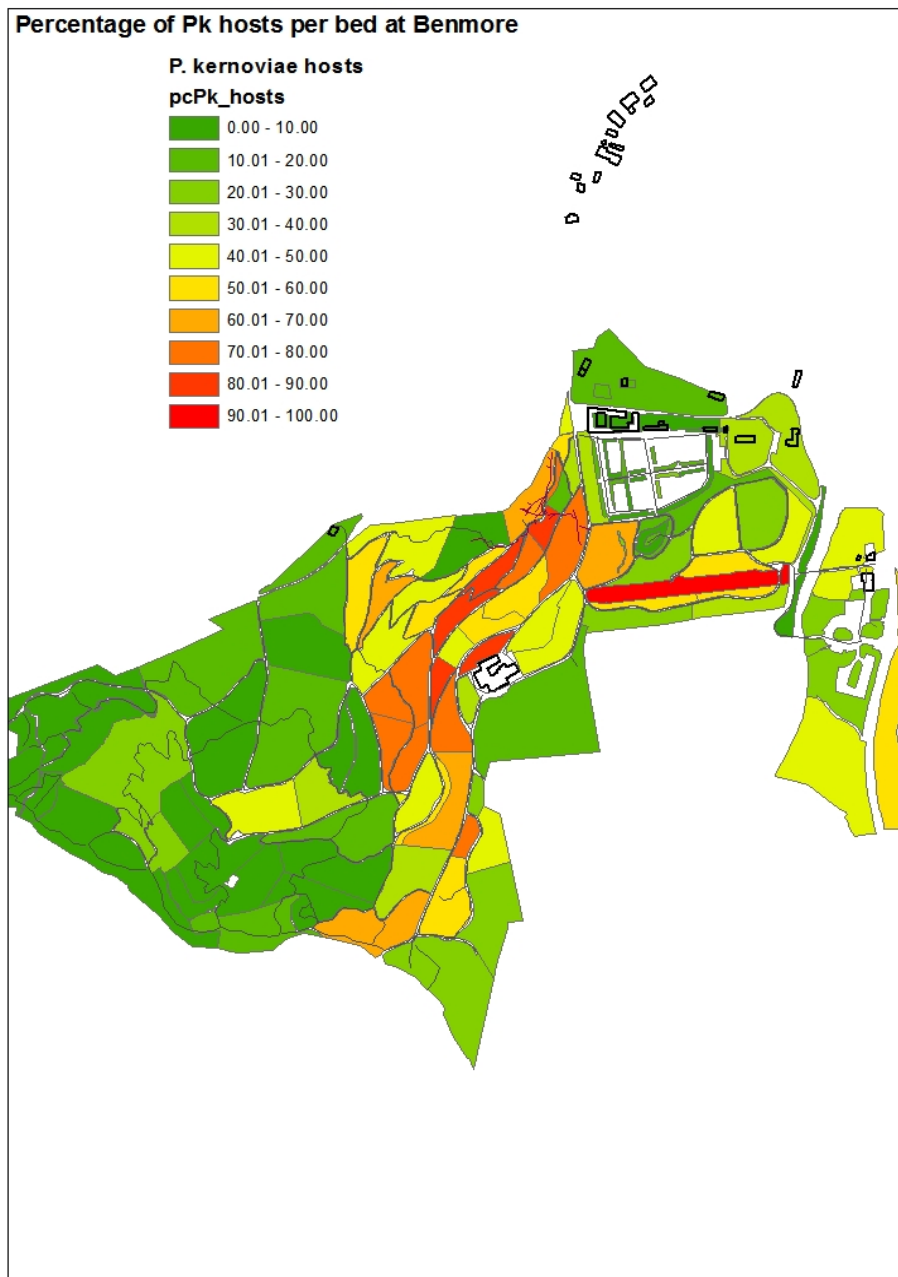 Percentage of Pk hosts per bed at Benmore
P. kernoviae hosts
pcPk_hosts
0.00 - 10.00
10.01 - 20.00
20.01 - 30.00
30.01 - 40.00
40.01 - 50.00
50.01 - 60.00
60.01 - 70.00
70.01 - 80.00
80.01 - 90.00
90.01 - 100.00